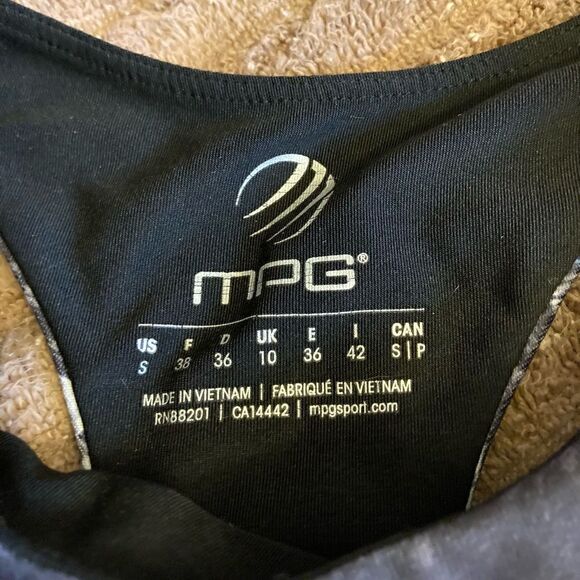 MPG®
US F D UK E I CAN
S 38 36 10 36 42 S|P
MADE IN VIETNAM | FABRIQUÉ EN VIETNAM
RN88201 | CA14442 | mpgsport.com